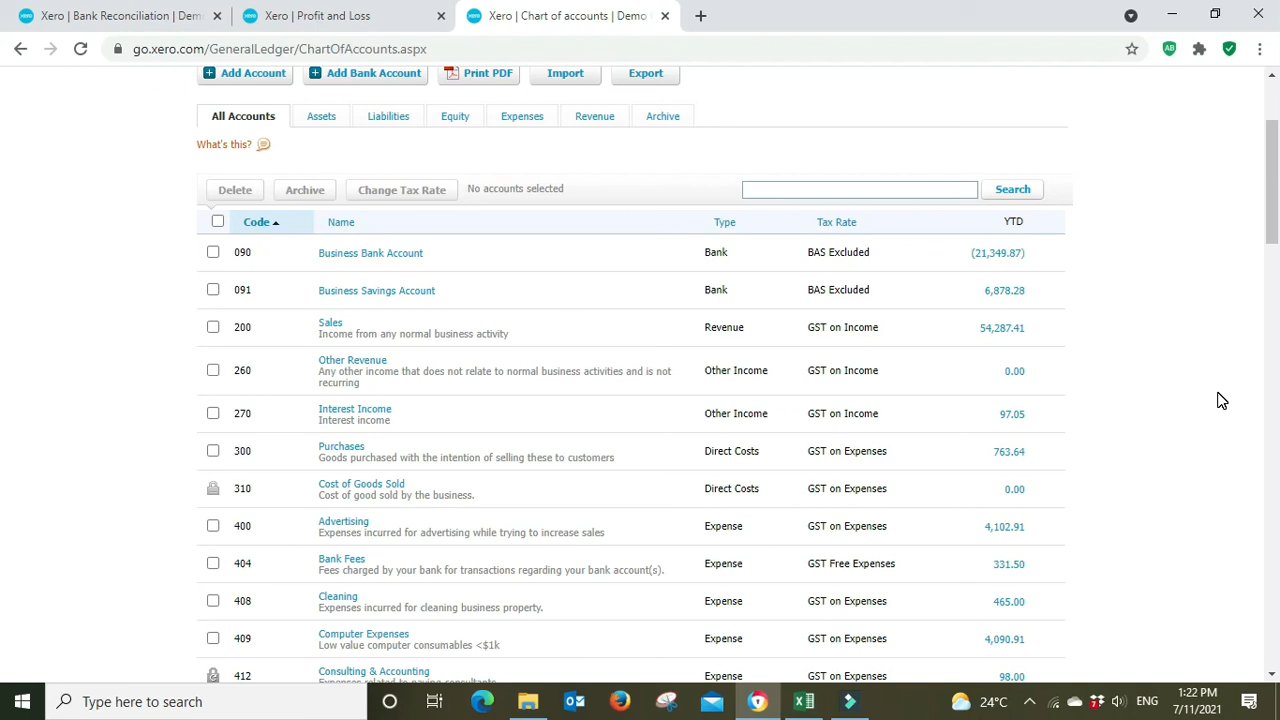 Xero | Bank Reconciliation | Dem
Xero | Profit and Loss
Xero | Chart of accounts | Demo
go.xero.com/GeneralLedger/ChartOfAccounts.aspx
Add Account
Add Bank Account
Print PDF
Import
Export
All Accounts
Assets
Liabilities
Equity
Expenses
Revenue
Archive
What's this?
Delete
Archive
Change Tax Rate
No accounts selected
Search
Code Name Type Tax Rate YTD
090 Business Bank Account Bank BAS Excluded (21,349.87)
091 Business Savings Account Bank BAS Excluded 6,878.28
200 Sales Revenue GST on Income 54,287.41
Income from any normal business activity
260 Other Revenue Other Income GST on Income 0.00
Any other income that does not relate to normal business activities and is not
recurring
270 Interest Income Other Income GST on Income 97.05
Interest income
300 Purchases Direct Costs GST on Expenses 763.64
Goods purchased with the intention of selling these to customers
310 Cost of Goods Sold Direct Costs GST on Expenses 0.00
Cost of good sold by the business.
400 Advertising Expense GST on Expenses 4,102.91
Expenses incurred for advertising while trying to increase sales
404 Bank Fees Expense GST Free Expenses 331.50
Fees charged by your bank for transactions regarding your bank account(s).
408 Cleaning Expense GST on Expenses 465.00
Expenses incurred for cleaning business property.
409 Computer Expenses Expense GST on Expenses 4,090.91
Low value computer consumables <$1k
412 Consulting & Accounting Expense GST on Expenses 98.00
Expenses related to paying consultants
Type here to search
24°C
ENG
1:22 PM
7/11/2021